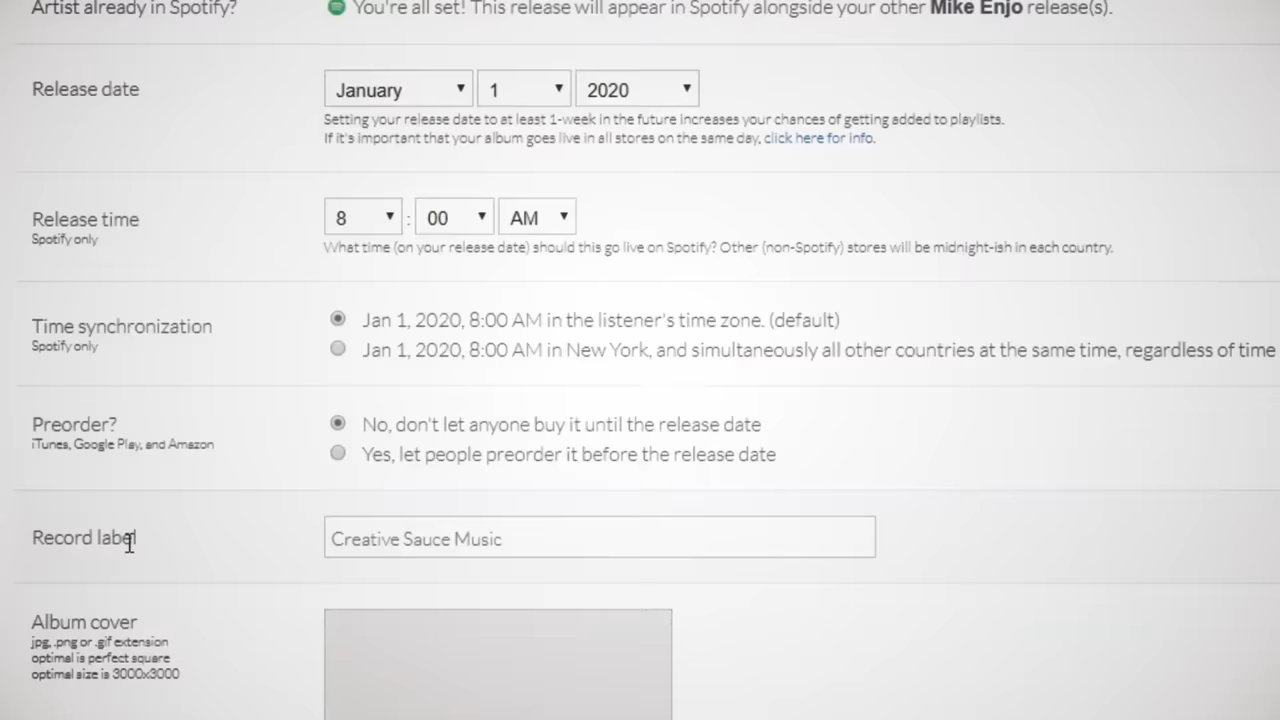 Artist already in Spotify?
You're all set! This release will appear in Spotify alongside your other Mike Enjo release(s).
Release date
January 1 2020
Setting your release date to at least 1-week in the future increases your chances of getting added to playlists.
If it's important that your album goes live in all stores on the same day, click here for info.
Release time
Spotify only
8 : 00 AM
What time (on your release date) should this go live on Spotify? Other (non-Spotify) stores will be midnight-ish in each country.
Time synchronization
Spotify only
Jan 1, 2020, 8:00 AM in the listener's time zone. (default)
Jan 1, 2020, 8:00 AM in New York, and simultaneously all other countries at the same time, regardless of time
Preorder?
iTunes, Google Play, and Amazon
No, don't let anyone buy it until the release date
Yes, let people preorder it before the release date
Record label
Creative Sauce Music
Album cover
jpg, .png or .gif extension
optimal is perfect square
optimal size is 3000x3000